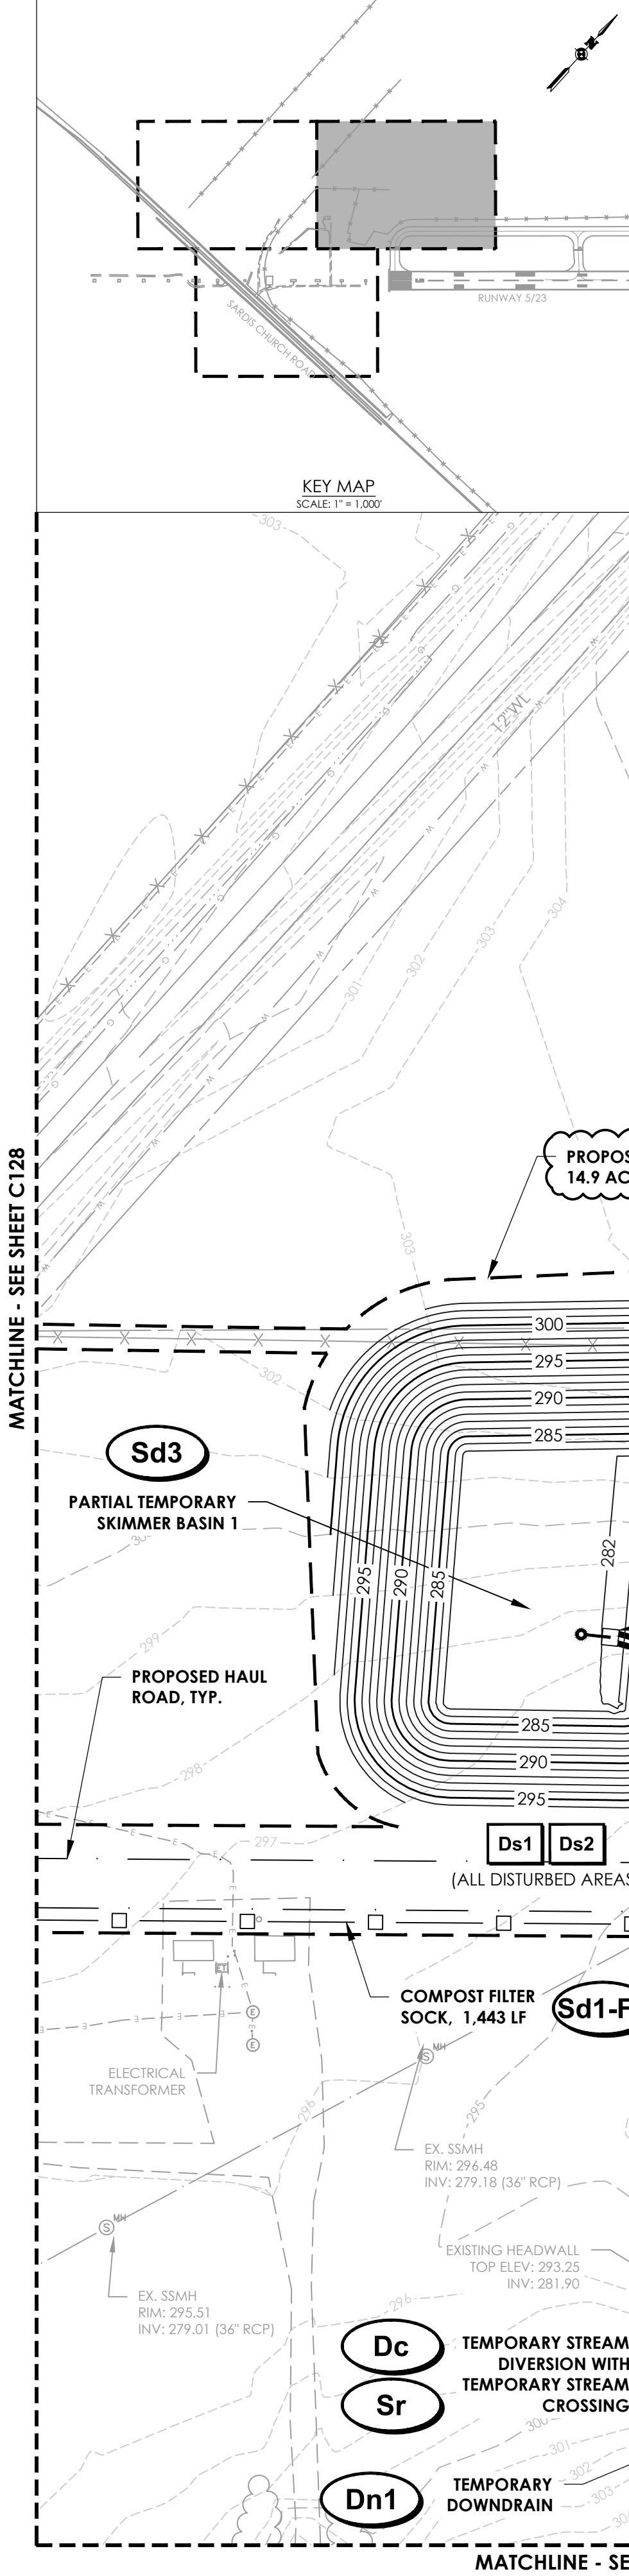 N
RUNWAY 5/23
SARDIS CHURCH ROAD
KEY MAP
SCALE: 1" = 1,000'
303
12"WL
304
303
302
301
MATCHLINE - SEE SHEET C128
PROPOS
14.9 AC
303
300
295
290
285
302
Sd3
PARTIAL TEMPORARY
SKIMMER BASIN 1
282
295
290
285
299
PROPOSED HAUL
ROAD, TYP.
285
290
295
298
297
Ds1
Ds2
(ALL DISTURBED AREAS
COMPOST FILTER
SOCK, 1,443 LF
Sd1-F
ELECTRICAL
TRANSFORMER
MH
S
296
295
EX. SSMH
RIM: 296.48
INV: 279.18 (36" RCP)
MH
S
EXISTING HEADWALL
TOP ELEV: 293.25
INV: 281.90
EX. SSMH
RIM: 295.51
INV: 279.01 (36" RCP)
296
Dc
TEMPORARY STREAM
DIVERSION WITH
Sr
TEMPORARY STREAM
CROSSING
300
301
302
303
Dn1
TEMPORARY
DOWNDRAIN
MATCHLINE - SE